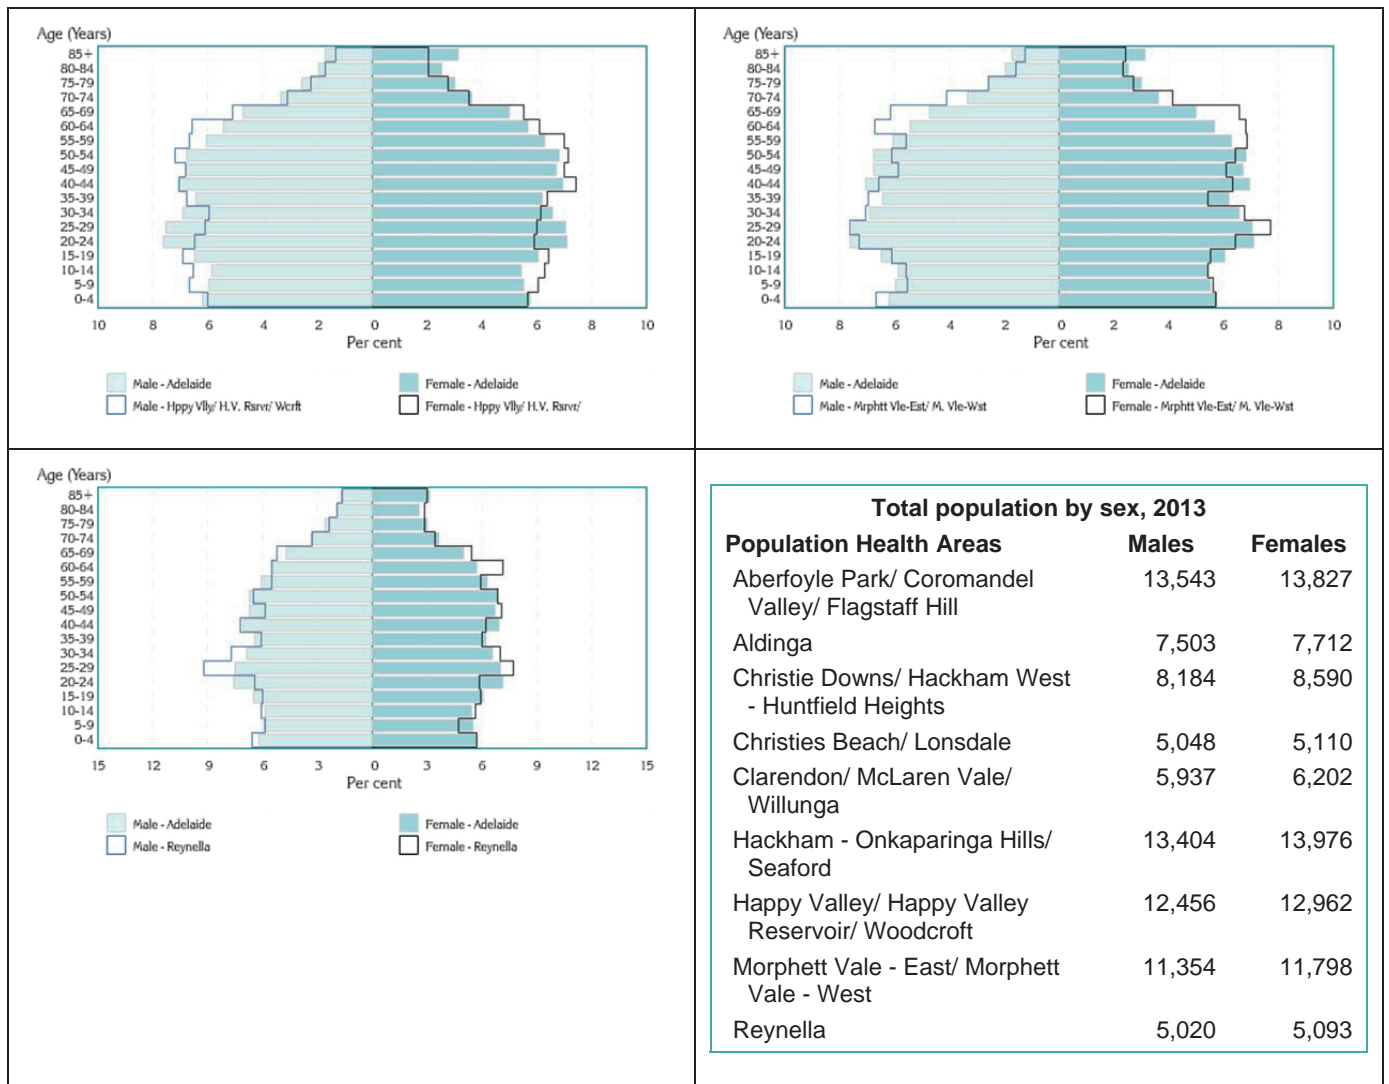 Age (Years)
85+
80-84
75-79
70-74
65-69
60-64
55-59
50-54
45-49
40-44
35-39
30-34
25-29
20-24
15-19
10-14
5-9
0-4
10 8 6 4 2 0 2 4 6 8 10
Per cent
Male - Adelaide Female - Adelaide
Male - Hppy Vlly/ H.V. Rsrvr/ Wcrft Female - Hppy Vlly/ H.V. Rsrvr/
Age (Years)
85+
80-84
75-79
70-74
65-69
60-64
55-59
50-54
45-49
40-44
35-39
30-34
25-29
20-24
15-19
10-14
5-9
0-4
10 8 6 4 2 0 2 4 6 8 10
Per cent
Male - Adelaide Female - Adelaide
Male - Mrphtt Vle-Est/ M. Vle-Wst Female - Mrphtt Vle-Est/ M. Vle-Wst
Age (Years)
85+
80-84
75-79
70-74
65-69
60-64
55-59
50-54
45-49
40-44
35-39
30-34
25-29
20-24
15-19
10-14
5-9
0-4
15 12 9 6 3 0 3 6 9 12 15
Per cent
Male - Adelaide Female - Adelaide
Male - Reynella Female - Reynella
Total population by sex, 2013
Population Health Areas Males Females
Aberfoyle Park/ Coromandel 13,543 13,827
Valley/ Flagstaff Hill
Aldinga 7,503 7,712
Christie Downs/ Hackham West 8,184 8,590
- Huntfield Heights
Christies Beach/ Lonsdale 5,048 5,110
Clarendon/ McLaren Vale/ 5,937 6,202
Willunga
Hackham - Onkaparinga Hills/ 13,404 13,976
Seaford
Happy Valley/ Happy Valley 12,456 12,962
Reservoir/ Woodcroft
Morphett Vale - East/ Morphett 11,354 11,798
Vale - West
Reynella 5,020 5,093